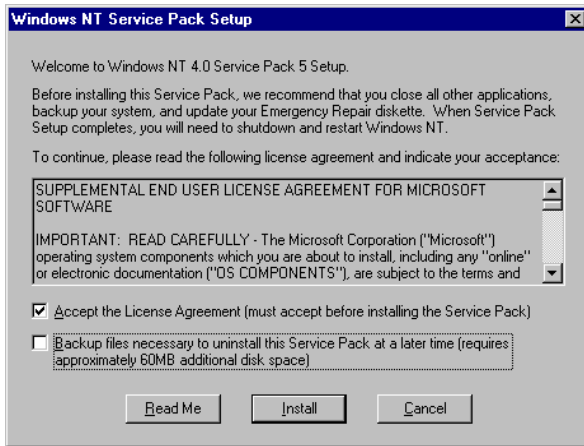 Windows NT Service Pack Setup
Welcome to Windows NT 4.0 Service Pack 5 Setup.
Before installing this Service Pack, we recommend that you close all other applications,
backup your system, and update your Emergency Repair diskette.  When Service Pack
Setup completes, you will need to shutdown and restart Windows NT.
To continue, please read the following license agreement and indicate your acceptance:
SUPPLEMENTAL END USER LICENSE AGREEMENT FOR MICROSOFT
SOFTWARE
IMPORTANT:  READ CAREFULLY - The Microsoft Corporation ("Microsoft")
operating system components which you are about to install, including any "online"
or electronic documentation ("OS COMPONENTS"), are subject to the terms and
Accept the License Agreement (must accept before installing the Service Pack)
Backup files necessary to uninstall this Service Pack at a later time (requires
approximately 60MB additional disk space)
Read Me Install Cancel